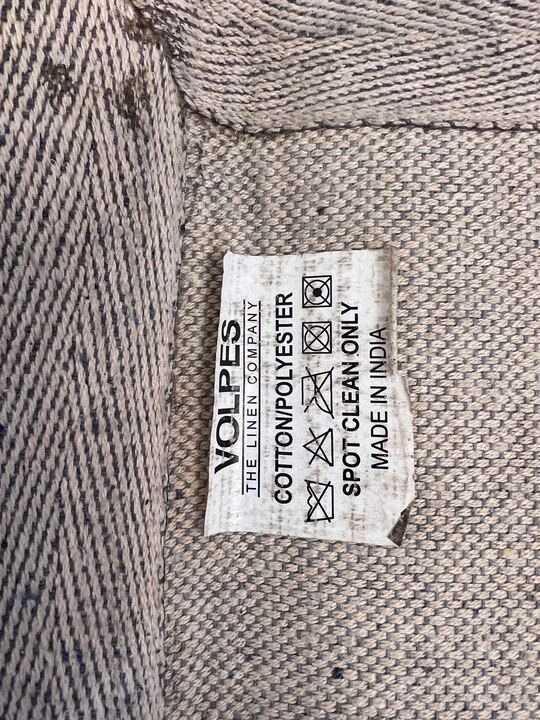 VOLPES
THE LINEN COMPANY
COTTON/POLYESTER
SPOT CLEAN ONLY
MADE IN INDIA